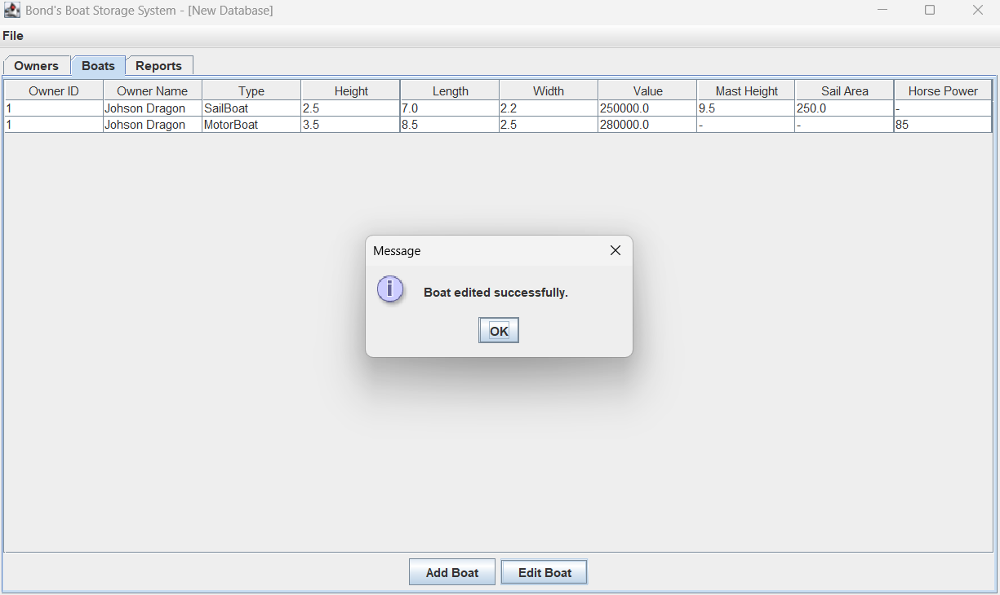 Bond's Boat Storage System - [New Database]
File
Owners Boats Reports
Owner ID Owner Name Type Height Length Width Value Mast Height Sail Area Horse Power
1 Johson Dragon SailBoat 2.5 7.0 2.2 250000.0 9.5 250.0 -
1 Johson Dragon MotorBoat 3.5 8.5 2.5 280000.0 - - 85
Message
i
Boat edited successfully.
OK
Add Boat Edit Boat